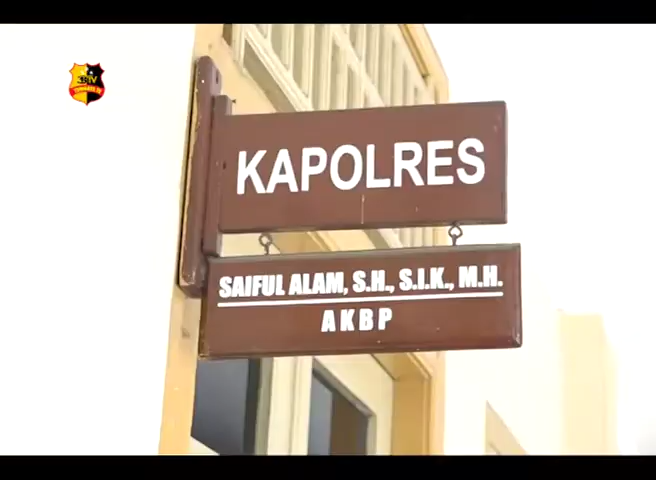 KAPOLRES
SAIFUL ALAM, S.H., S.I.K., M.H.
AKBP